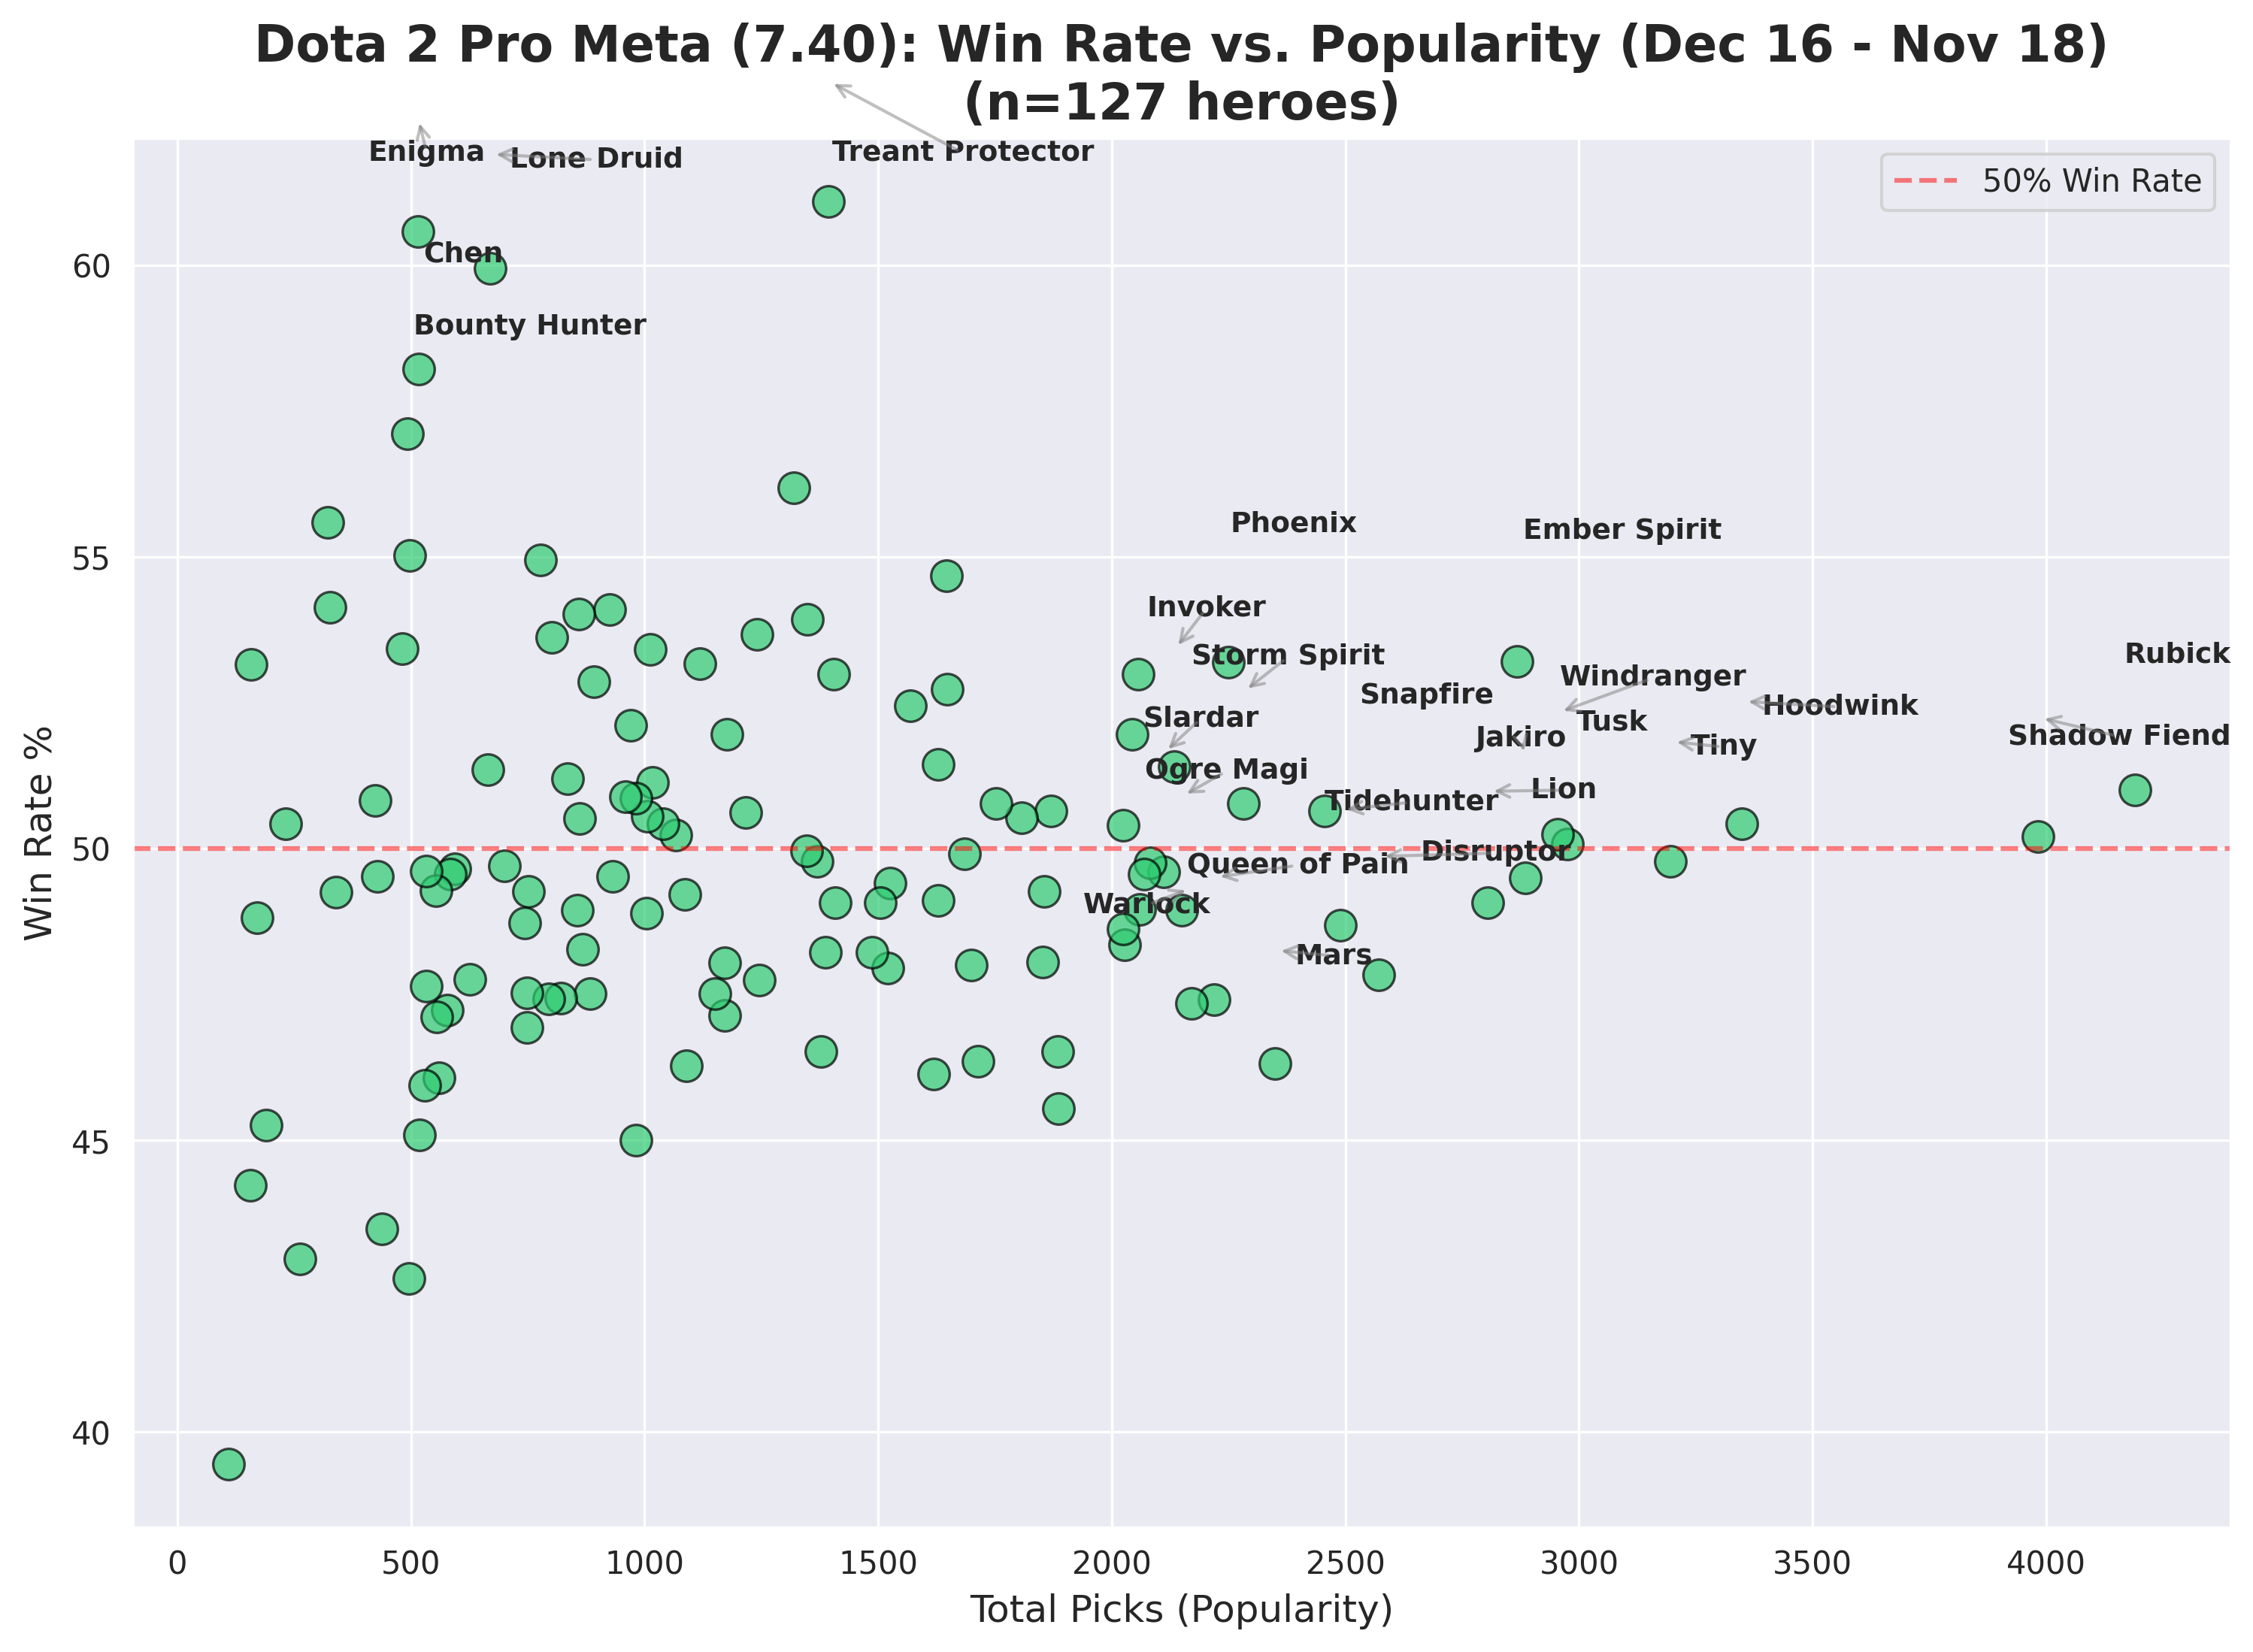 Dota 2 Pro Meta (7.40): Win Rate vs. Popularity (Dec 16 - Nov 18)
(n=127 heroes)
Enigma
Lone Druid
Treant Protector
50% Win Rate
Chen
Bounty Hunter
Phoenix
Ember Spirit
Invoker
Storm Spirit
Rubick
Windranger
Snapfire
Hoodwink
Slardar
Tusk
Jakiro
Shadow Fiend
Tiny
Ogre Magi
Lion
Tidehunter
Disruptor
Queen of Pain
Warlock
Mars
Win Rate %
60
55
50
45
40
0
500
1000
1500
2000
2500
3000
3500
4000
Total Picks (Popularity)